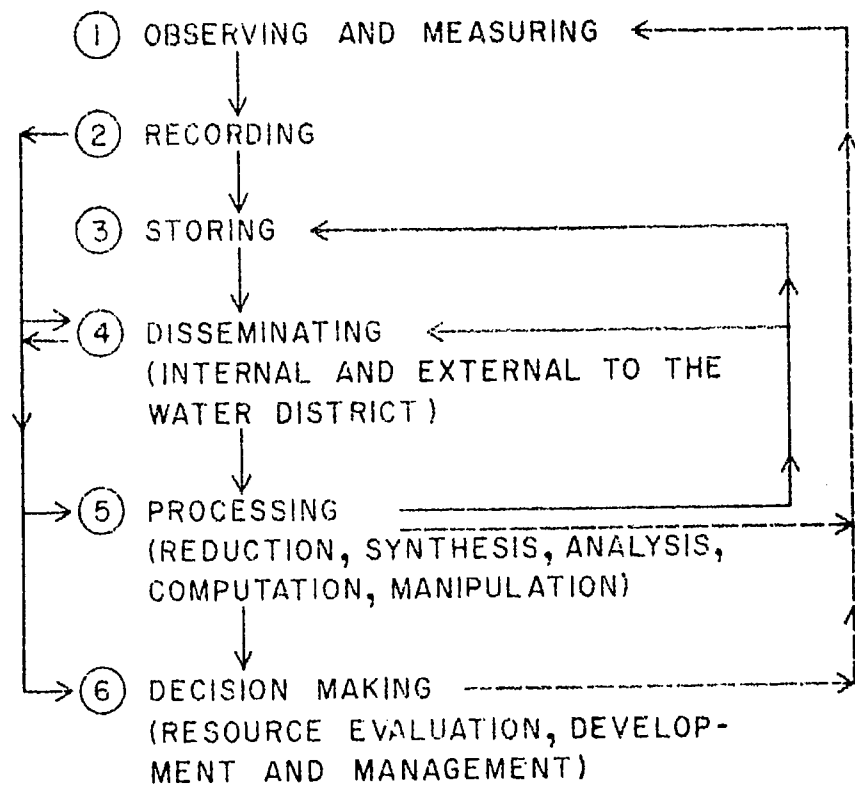 1 OBSERVING AND MEASURING
2 RECORDING
3 STORING
4 DISSEMINATING
(INTERNAL AND EXTERNAL TO THE
WATER DISTRICT)
5 PROCESSING
(REDUCTION, SYNTHESIS, ANALYSIS,
COMPUTATION, MANIPULATION)
6 DECISION MAKING
(RESOURCE EVALUATION, DEVELOP-
MENT AND MANAGEMENT)